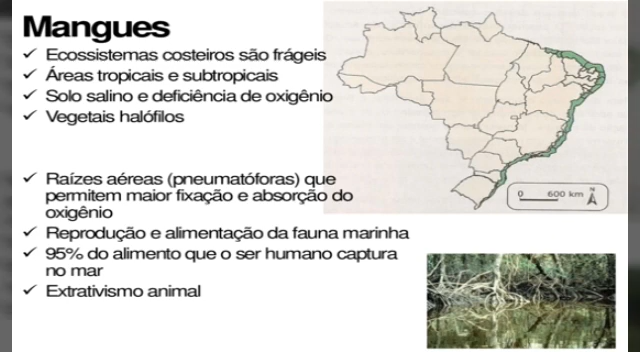 Mangues
✓ Ecossistemas costeiros são frágeis
✓ Áreas tropicais e subtropicais
✓ Solo salino e deficiência de oxigênio
✓ Vegetais halófilos
✓ Raízes aéreas (pneumatóforas) que
permitem maior fixação e absorção do
oxigênio
✓ Reprodução e alimentação da fauna marinha
✓ 95% do alimento que o ser humano captura
no mar
✓ Extrativismo animal
0 600 km N